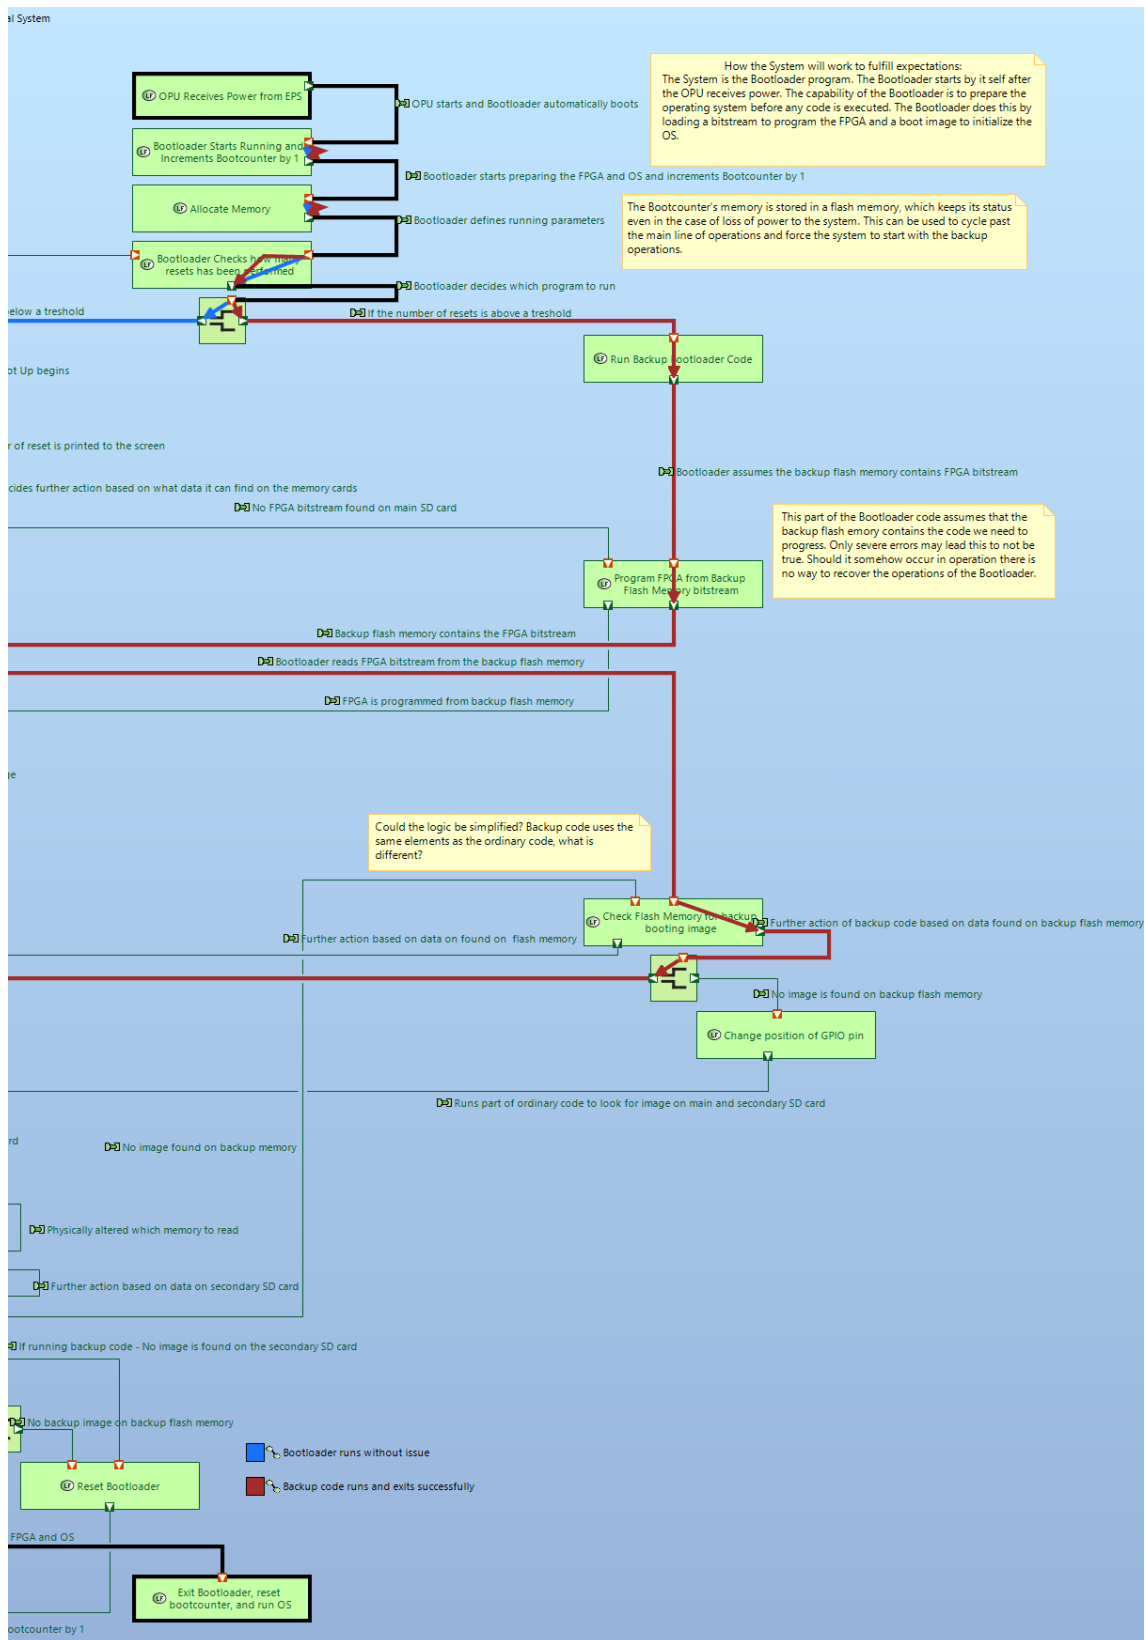 al System
How the System will work to fulfill expectations:
The System is the Bootloader program. The Bootloader starts by it self after
the OPU receives power. The capability of the Bootloader is to prepare the
operating system before any code is executed. The Bootloader does this by
loading a bitstream to program the FPGA and a boot image to initialize the
OS.
OPU Receives Power from EPS
OPU starts and Bootloader automatically boots
Bootloader Starts Running and
Increments Bootcounter by 1
Bootloader starts preparing the FPGA and OS and increments Bootcounter by 1
The Bootcounter's memory is stored in a flash memory, which keeps its status
even in the case of loss of power to the system. This can be used to cycle past
the main line of operations and force the system to start with the backup
operations.
Allocate Memory
Bootloader defines running parameters
Bootloader Checks how many
resets has been performed
Bootloader decides which program to run
elow a treshold
If the number of resets is above a treshold
Run Backup Bootloader Code
ot Up begins
r of reset is printed to the screen
Bootloader assumes the backup flash memory contains FPGA bitstream
cides further action based on what data it can find on the memory cards
No FPGA bitstream found on main SD card
This part of the Bootloader code assumes that the
backup flash emory contains the code we need to
progress. Only severe errors may lead this to not be
true. Should it somehow occur in operation there is
no way to recover the operations of the Bootloader.
Program FPGA from Backup
Flash Memory bitstream
Backup flash memory contains the FPGA bitstream
Bootloader reads FPGA bitstream from the backup flash memory
FPGA is programmed from backup flash memory
ge
Could the logic be simplified? Backup code uses the
same elements as the ordinary code, what is
different?
Check Flash Memory for backup
booting image
Further action of backup code based on data found on backup flash memory
Further action based on data on found on  flash memory
No image is found on backup flash memory
Change position of GPIO pin
Runs part of ordinary code to look for image on main and secondary SD card
rd
No image found on backup memory
Physically altered which memory to read
Further action based on data on secondary SD card
If running backup code - No image is found on the secondary SD card
No backup image on backup flash memory
Bootloader runs without issue
Reset Bootloader
Backup code runs and exits successfully
FPGA and OS
Exit Bootloader, reset
bootcounter, and run OS
ootcounter by 1